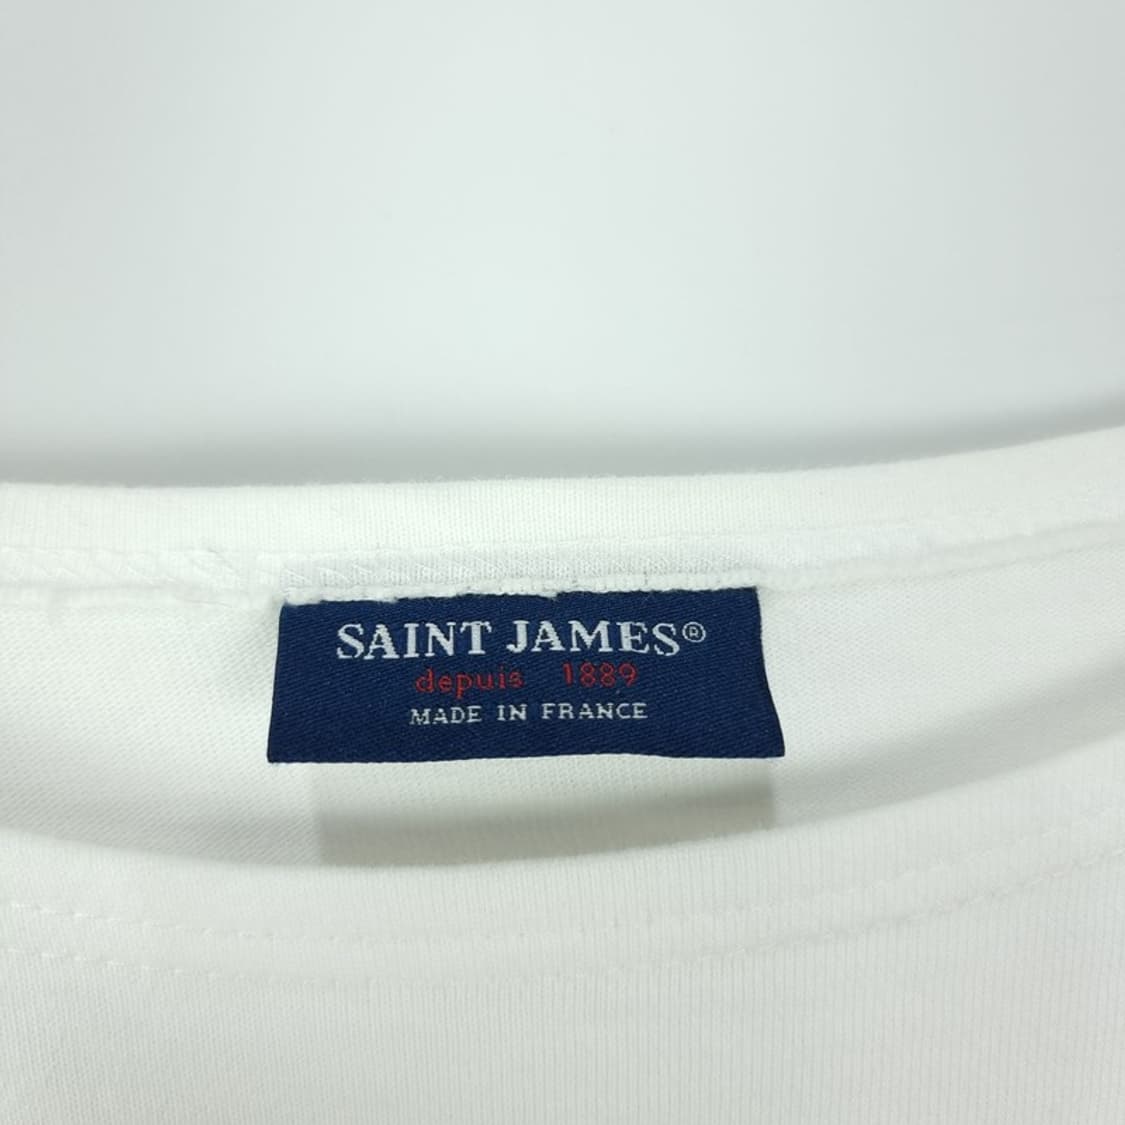 SAINT JAMES®
depuis 1889
MADE IN FRANCE